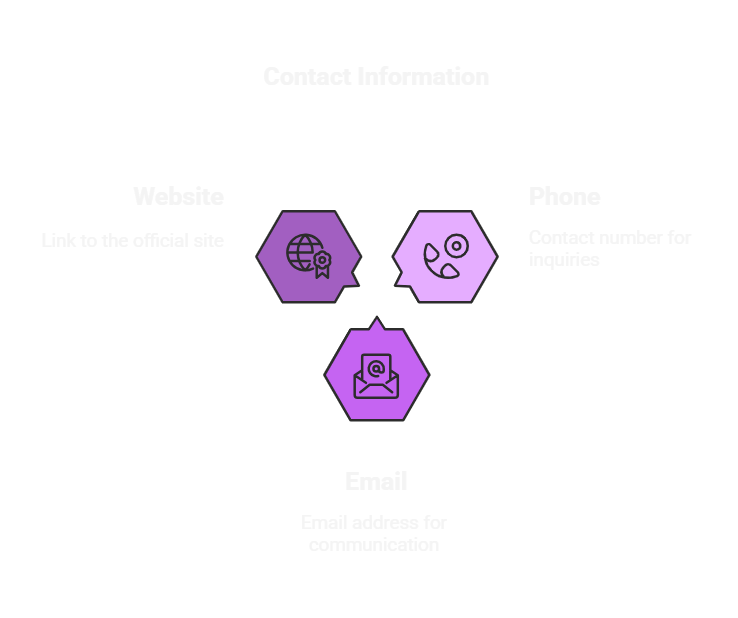 Contact Information
Website
Link to the official site
Phone
Contact number for
inquiries
Email
Email address for
communication